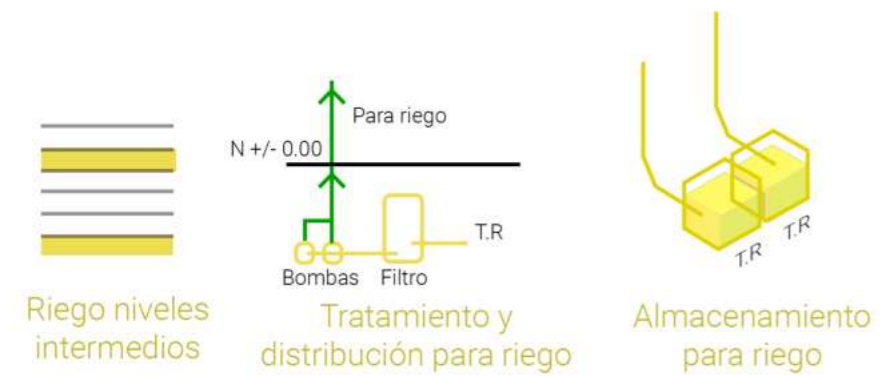 Para riego
N +/- 0.00
T.R
Bombas Filtro
T.R
T.R
Riego niveles
intermedios
Tratamiento y
distribución para riego
Almacenamiento
para riego